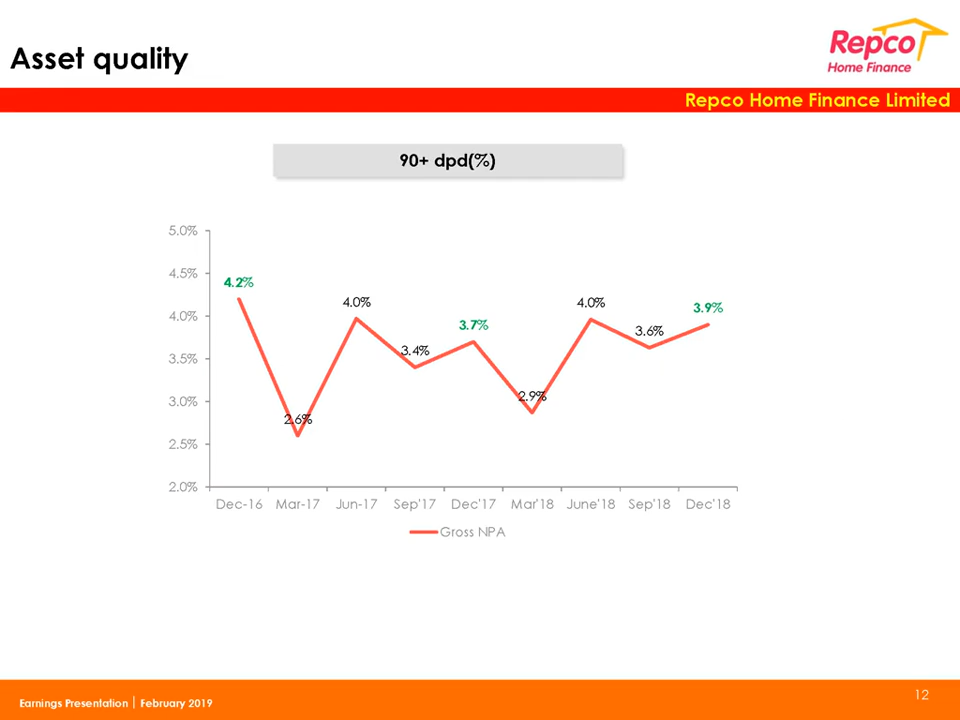 Asset quality
Repco
Home Finance
Repco Home Finance Limited
90+ dpd(%)
5.0%
4.5%
4.0%
3.5%
3.0%
2.5%
2.0%
4.2%
2.6%
4.0%
3.4%
3.7%
2.9%
4.0%
3.6%
3.9%
Dec-16 Mar-17 Jun-17 Sep'17 Dec'17 Mar'18 June'18 Sep'18 Dec'18
Gross NPA
Earnings Presentation | February 2019
12